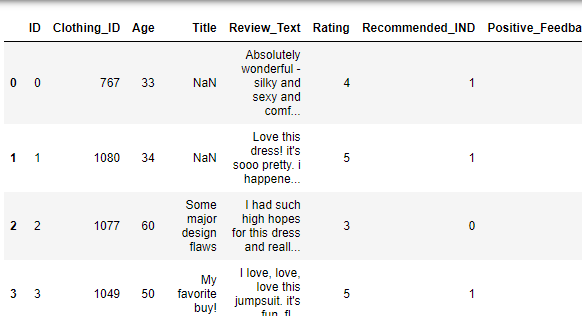 ID Clothing_ID Age Title Review_Text Rating Recommended_IND Positive_Feedba
0 0 767 33 NaN Absolutely wonderful - silky and sexy and comf... 4 1
1 1 1080 34 NaN Love this dress! it's sooo pretty. i happene... 5 1
2 2 1077 60 Some major design flaws I had such high hopes for this dress and reall... 3 0
3 3 1049 50 My favorite buy! I love, love, love this jumpsuit. it's fun, fl... 5 1